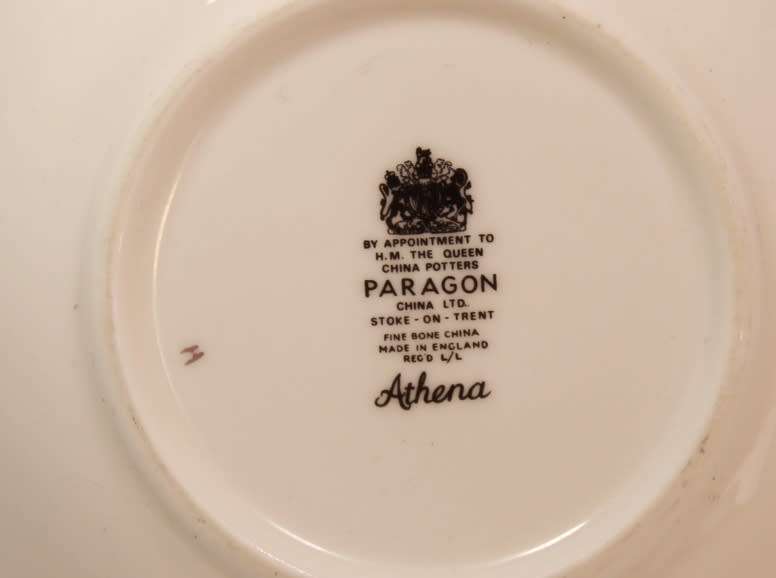 BY APPOINTMENT TO
H.M. THE QUEEN
CHINA POTTERS
PARAGON
CHINA LTD.
STOKE-ON-TRENT
FINE BONE CHINA
MADE IN ENGLAND
REG'D L/L
Athena